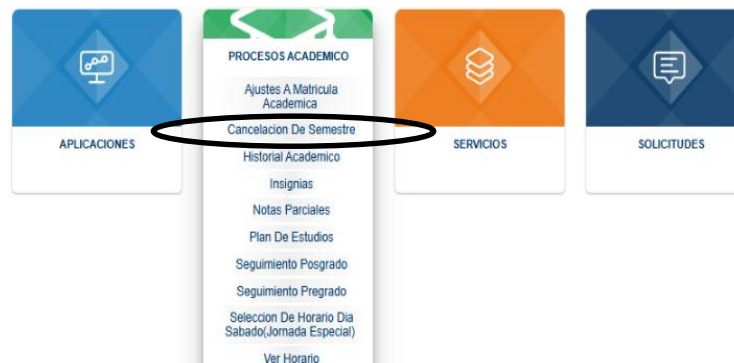 APLICACIONES
PROCESOS ACADEMICO
Ajustes A Matricula
Academica
Cancelacion De Semestre
Historial Academico
Insignias
Notas Parciales
Plan De Estudios
Seguimiento Posgrado
Seguimiento Pregrado
Seleccion De Horario Dia
Sabado(Jornada Especial)
Ver Horario
SERVICIOS
SOLICITUDES